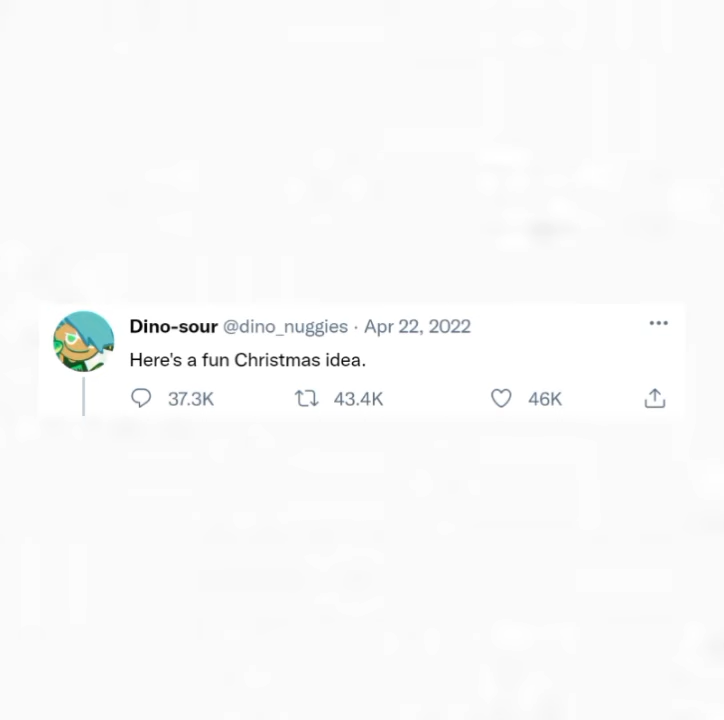 Dino-sour @dino_nuggies · Apr 22, 2022
Here's a fun Christmas idea.
37.3K 43.4K 46K